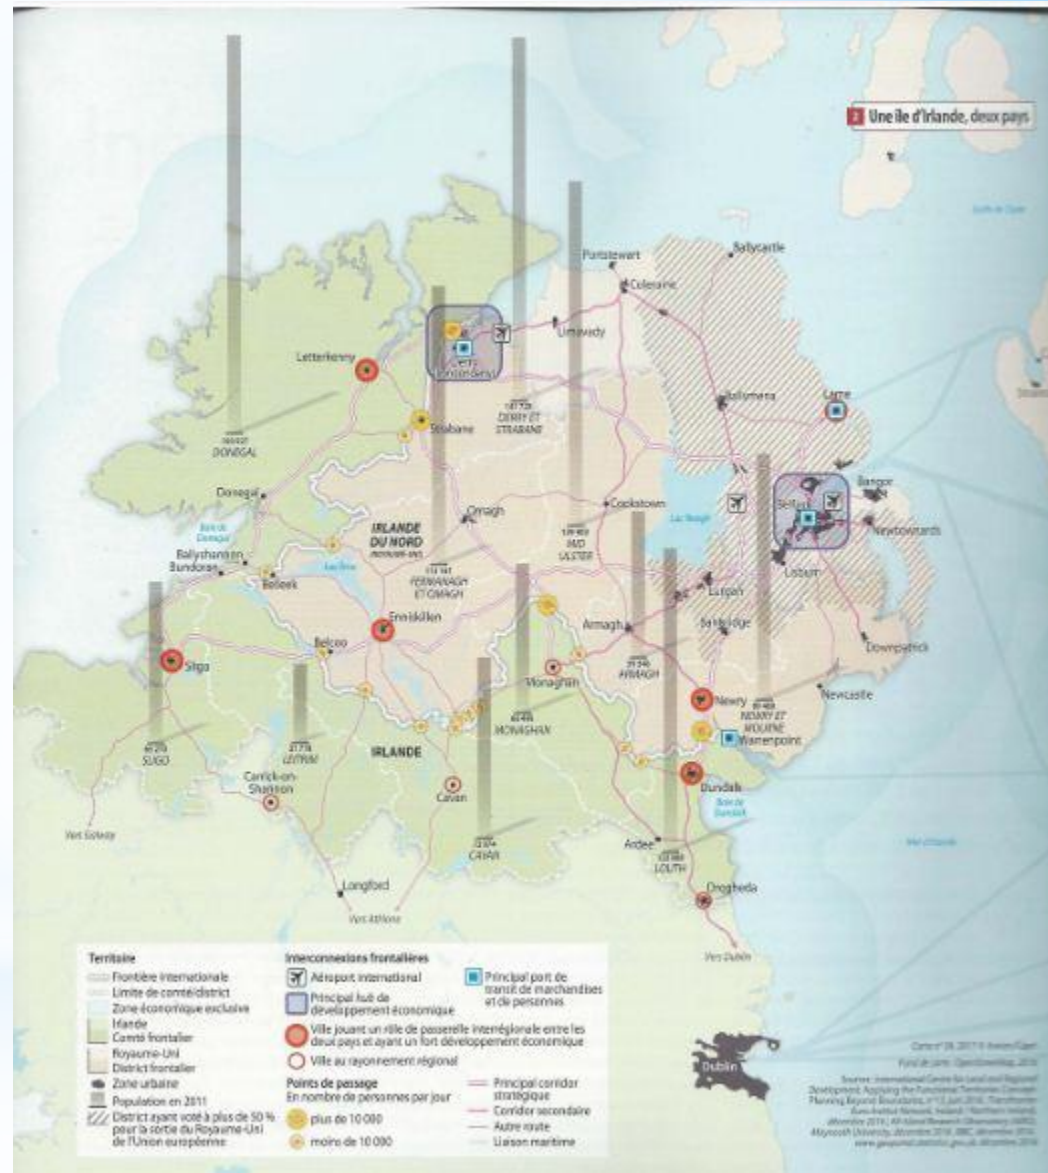 2 Une île d'Irlande, deux pays
Portstewart
Ballycastle
Coleraine
Limavady
Letterkenny
Derry
Londonderry
Strabane
Ballymena
Larne
DERRY ET
STRABANE
DONEGAL
Donegal
Omagh
Cookstown
Belfast
Bangor
Newtownards
IRLANDE
DU NORD
Lac Neagh
MID
ULSTER
Ballyshannon
Bundoran
Belleek
FERMANAGH
ET OMAGH
Lisburn
Lurgan
Enniskillen
Armagh
Banbridge
Downpatrick
Belcoo
Sligo
Monaghan
ARMAGH
Newry
Newcastle
NEWRY ET
MOURNE
Warrenpoint
MONAGHAN
SLIGO
LEITRIM
IRLANDE
Carrick-on-
Shannon
Cavan
Dundalk
Baie de
Dundalk
CAVAN
Ardee
LOUTH
Vers Galway
Longford
Drogheda
Vers Athlone
Vers Dublin
Dublin
Territoire
Frontière internationale
Limite de comté/district
Zone économique exclusive
Irlande
Comté frontalier
Royaume-Uni
District frontalier
Zone urbaine
Population en 2011
District ayant voté à plus de 50 %
pour la sortie du Royaume-Uni
de l'Union européenne
Interconnexions frontalières
Aéroport international
Principal hub de
développement économique
Principal port de
transit de marchandises
et de personnes
Ville jouant un rôle de passerelle interrégionale entre les
deux pays et ayant un fort développement économique
Ville au rayonnement régional
Points de passage
En nombre de personnes par jour
plus de 10 000
moins de 10 000
Principal corridor
stratégique
Corridor secondaire
Autre route
Liaison maritime